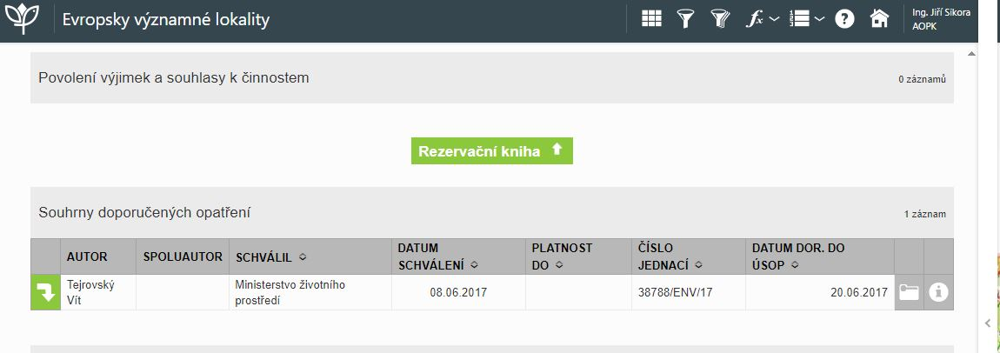 Evropsky významné lokality
Ing. Jiří Sikora
AOPK
Povolení výjimek a souhlasy k činnostem
0 záznamů
Rezervační kniha
Souhrny doporučených opatření
1 záznam
AUTOR SPOLUAUTOR SCHVÁLIL DATUM SCHVÁLENÍ PLATNOST DO ČÍSLO JEDNACÍ DATUM DOR. DO ÚSOP
Tejrovský Vít Ministerstvo životního prostředí 08.06.2017 38788/ENV/17 20.06.2017